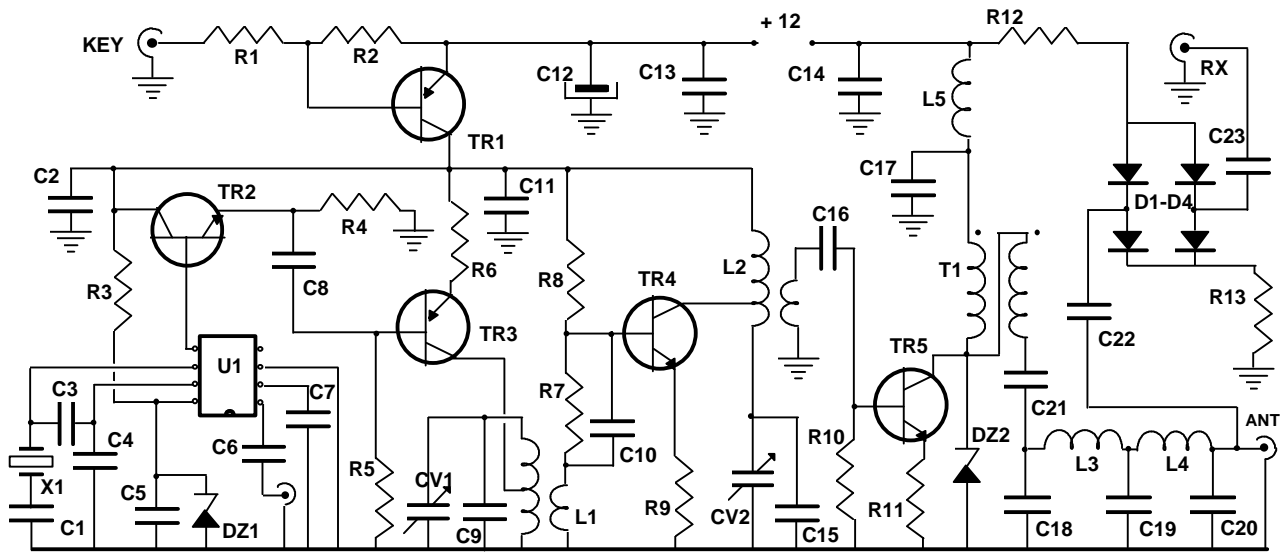 KEY
R1
R2
+ 12
R12
C12
C13
C14
L5
RX
TR1
C23
C2
TR2
C11
C17
D1-D4
R4
C16
R3
C8
R6
R8
TR4
L2
T1
R13
TR3
C22
U1
TR5
C3
C7
R7
C21
ANT
C4
C6
R10
DZ2
X1
R5
CV1
C10
L3
L4
C5
R9
CV2
R11
C1
DZ1
C9
L1
C15
C18
C19
C20